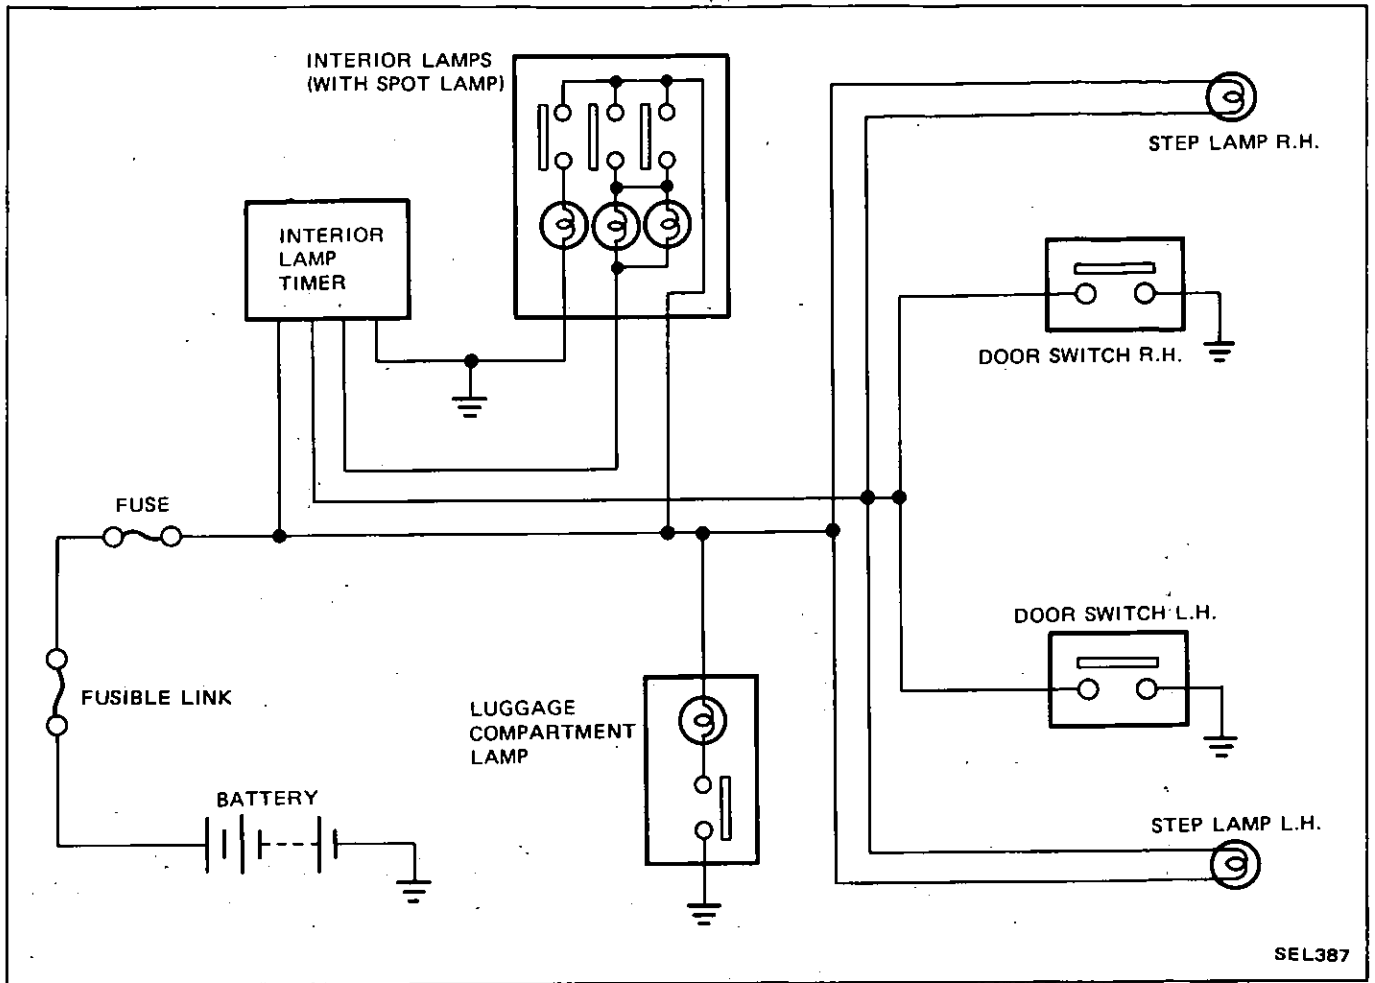 INTERIOR LAMPS
(WITH SPOT LAMP)
STEP LAMP R.H.
INTERIOR
LAMP
TIMER
DOOR SWITCH R.H.
FUSE
DOOR SWITCH L.H.
FUSIBLE LINK
LUGGAGE
COMPARTMENT
LAMP
BATTERY
STEP LAMP L.H.
SEL387